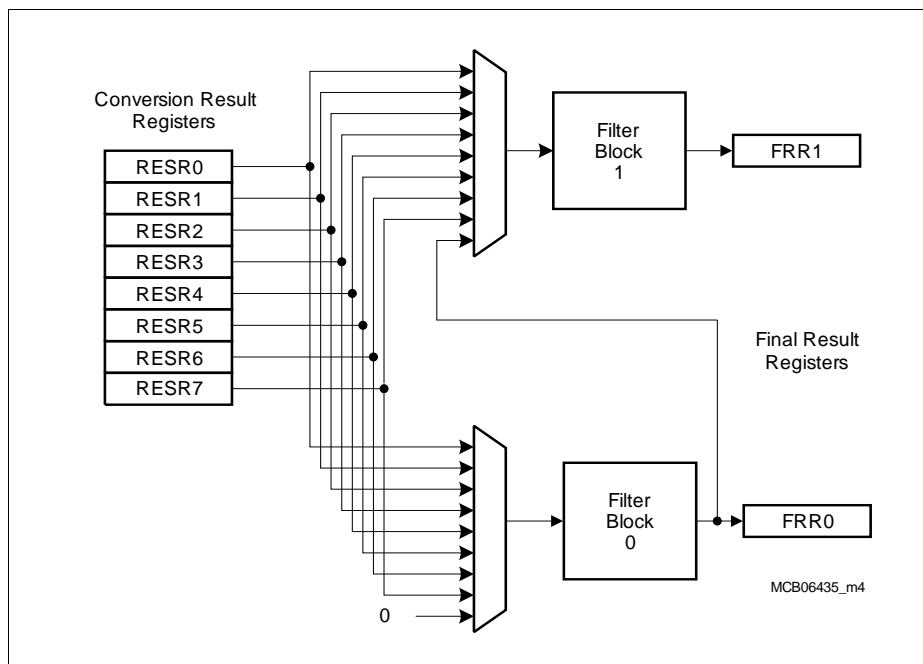 Conversion Result
Registers
RESR0
RESR1
RESR2
RESR3
RESR4
RESR5
RESR6
RESR7
Filter
Block
1
FRR1
Final Result
Registers
Filter
Block
0
FRR0
0
MCB06435_m4